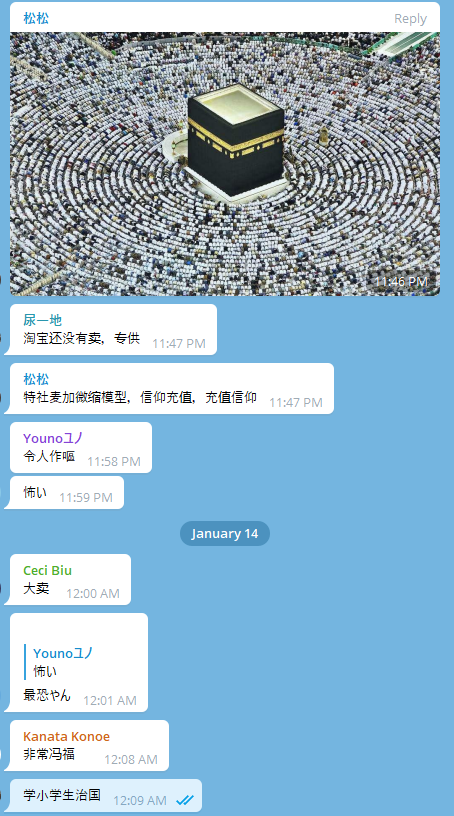 松松 Reply
11:46 PM
尿一地
淘宝还没有卖，专供 11:47 PM
松松
特社麦加微缩模型，信仰充值，充值信仰 11:47 PM
Younoユノ
令人作嘔 11:58 PM
怖い 11:59 PM
January 14
Ceci Biu
大卖 12:00 AM
Younoユノ
怖い
最恐やん 12:01 AM
Kanata Konoe
非常冯福 12:08 AM
学小学生治国 12:09 AM